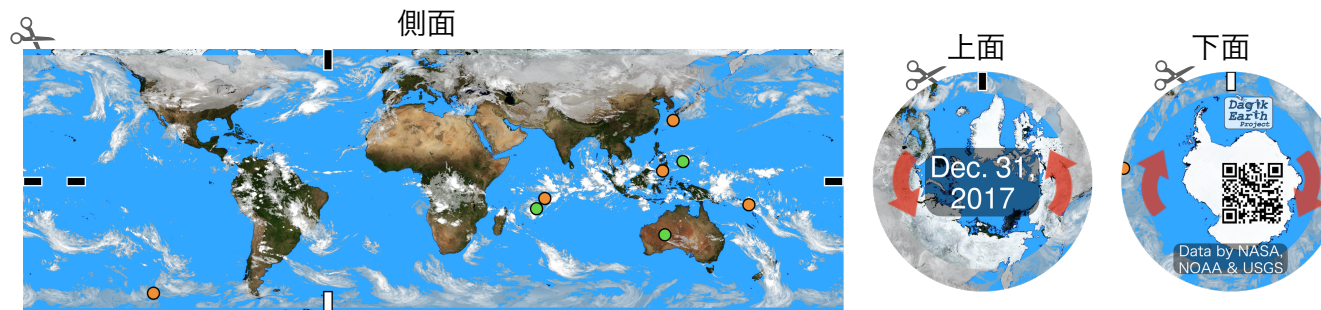 側面
上面
下面
Dec. 31,
2017
Dagik
Earth
Project
Data by NASA,
NOAA & USGS